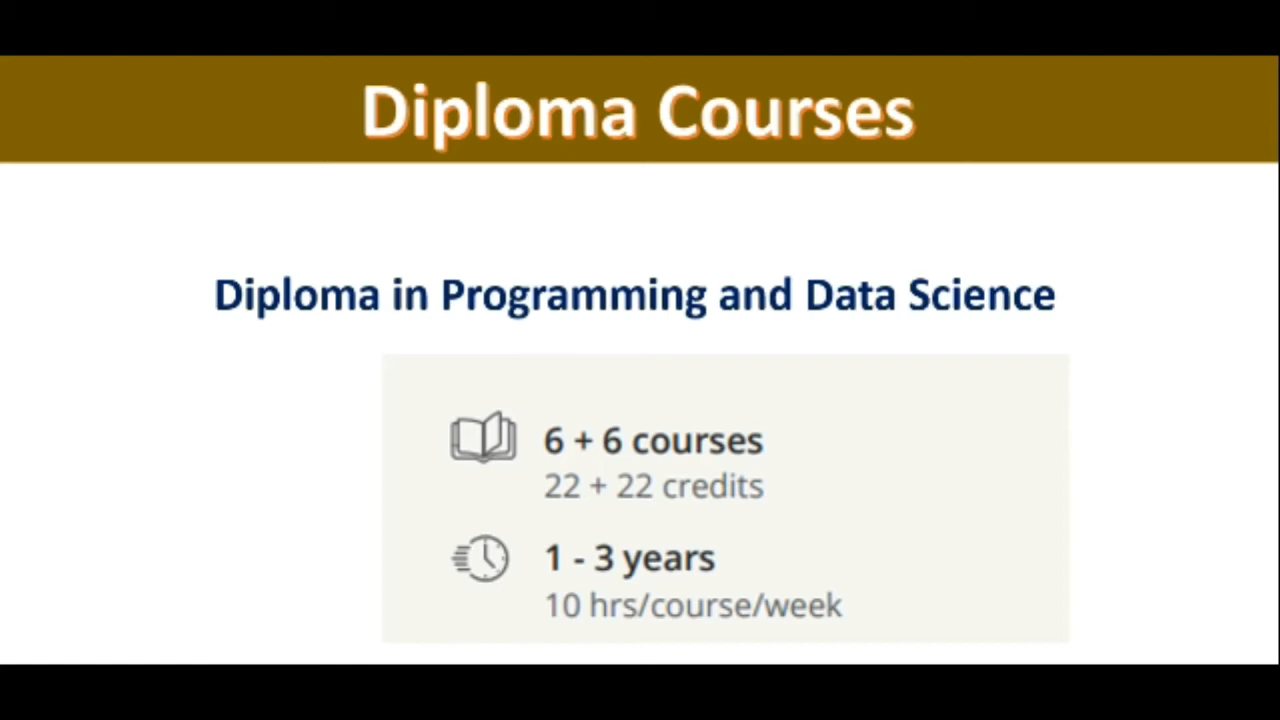 Diploma Courses
Diploma in Programming and Data Science
6 + 6 courses
22 + 22 credits
1 - 3 years
10 hrs/course/week